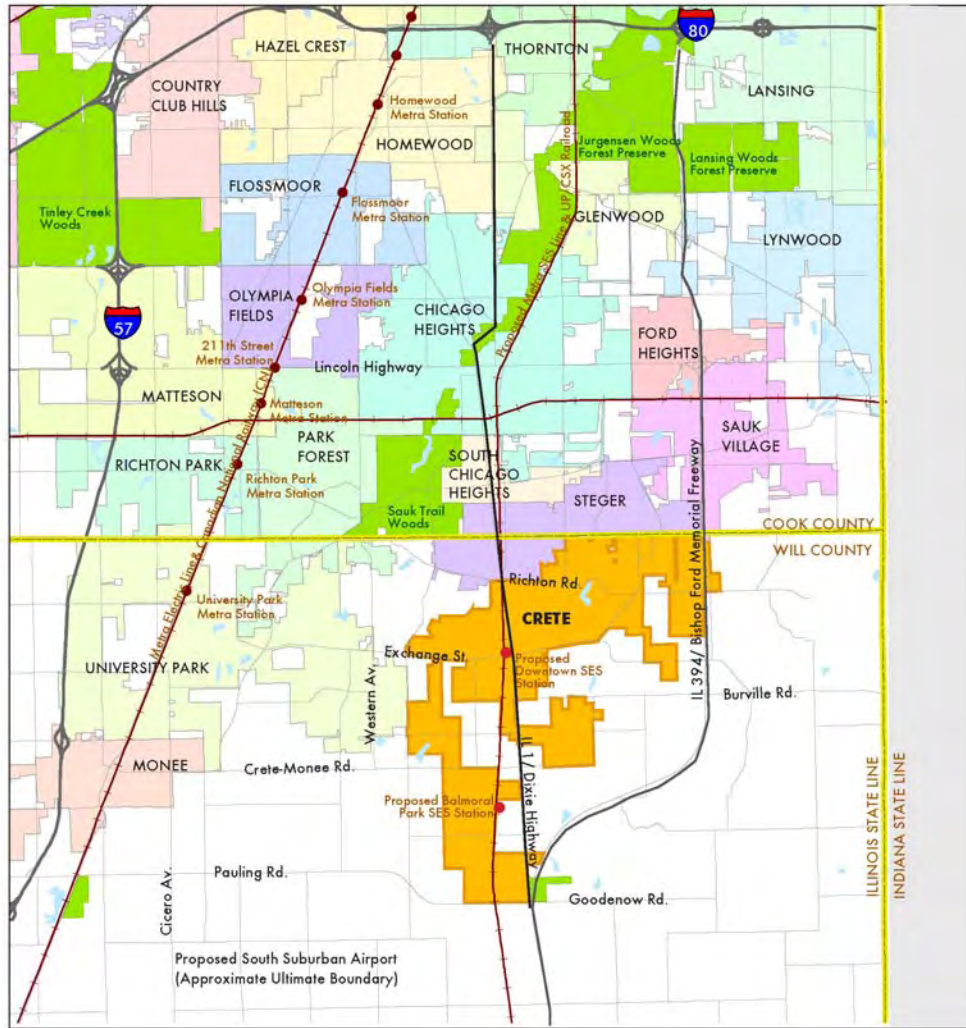 80
HAZEL CREST
THORNTON
COUNTRY
CLUB HILLS
LANSING
Homewood
Metra Station
HOMEWOOD
Jurgensen Woods
Forest Preserve
Lansing Woods
Forest Preserve
FLOSSMOOR
Flossmoor
Metra Station
Tinley Creek
Woods
GLENWOOD
LYNWOOD
Proposed Metra SES line & UP/CSX Railroad
OLYMPIA
FIELDS
Olympia Fields
Metra Station
CHICAGO
HEIGHTS
57
FORD
HEIGHTS
211th Street
Metra Station
Lincoln Highway
MATTESON
Matteson
Metra Station
Metra Electric line & Canadian National Railway (CN)
PARK
FOREST
SAUK
VILLAGE
RICHTON PARK
Richton Park
Metra Station
SOUTH
CHICAGO
HEIGHTS
STEGER
Sauk Trail
Woods
COOK COUNTY
WILL COUNTY
Richton Rd.
University Park
Metra Station
CRETE
IL 394/ Bishop Ford Memorial Freeway
Exchange St.
UNIVERSITY PARK
Proposed
Downtown SES
Station
Western Av.
Burville Rd.
MONEE
Crete-Monee Rd.
IL 1/ Dixie Highway
Proposed Balmoral
Park SES Station
ILLINOIS STATE LINE
INDIANA STATE LINE
Pauling Rd.
Cicero Av.
Goodenow Rd.
Proposed South Suburban Airport
(Approximate Ultimate Boundary)